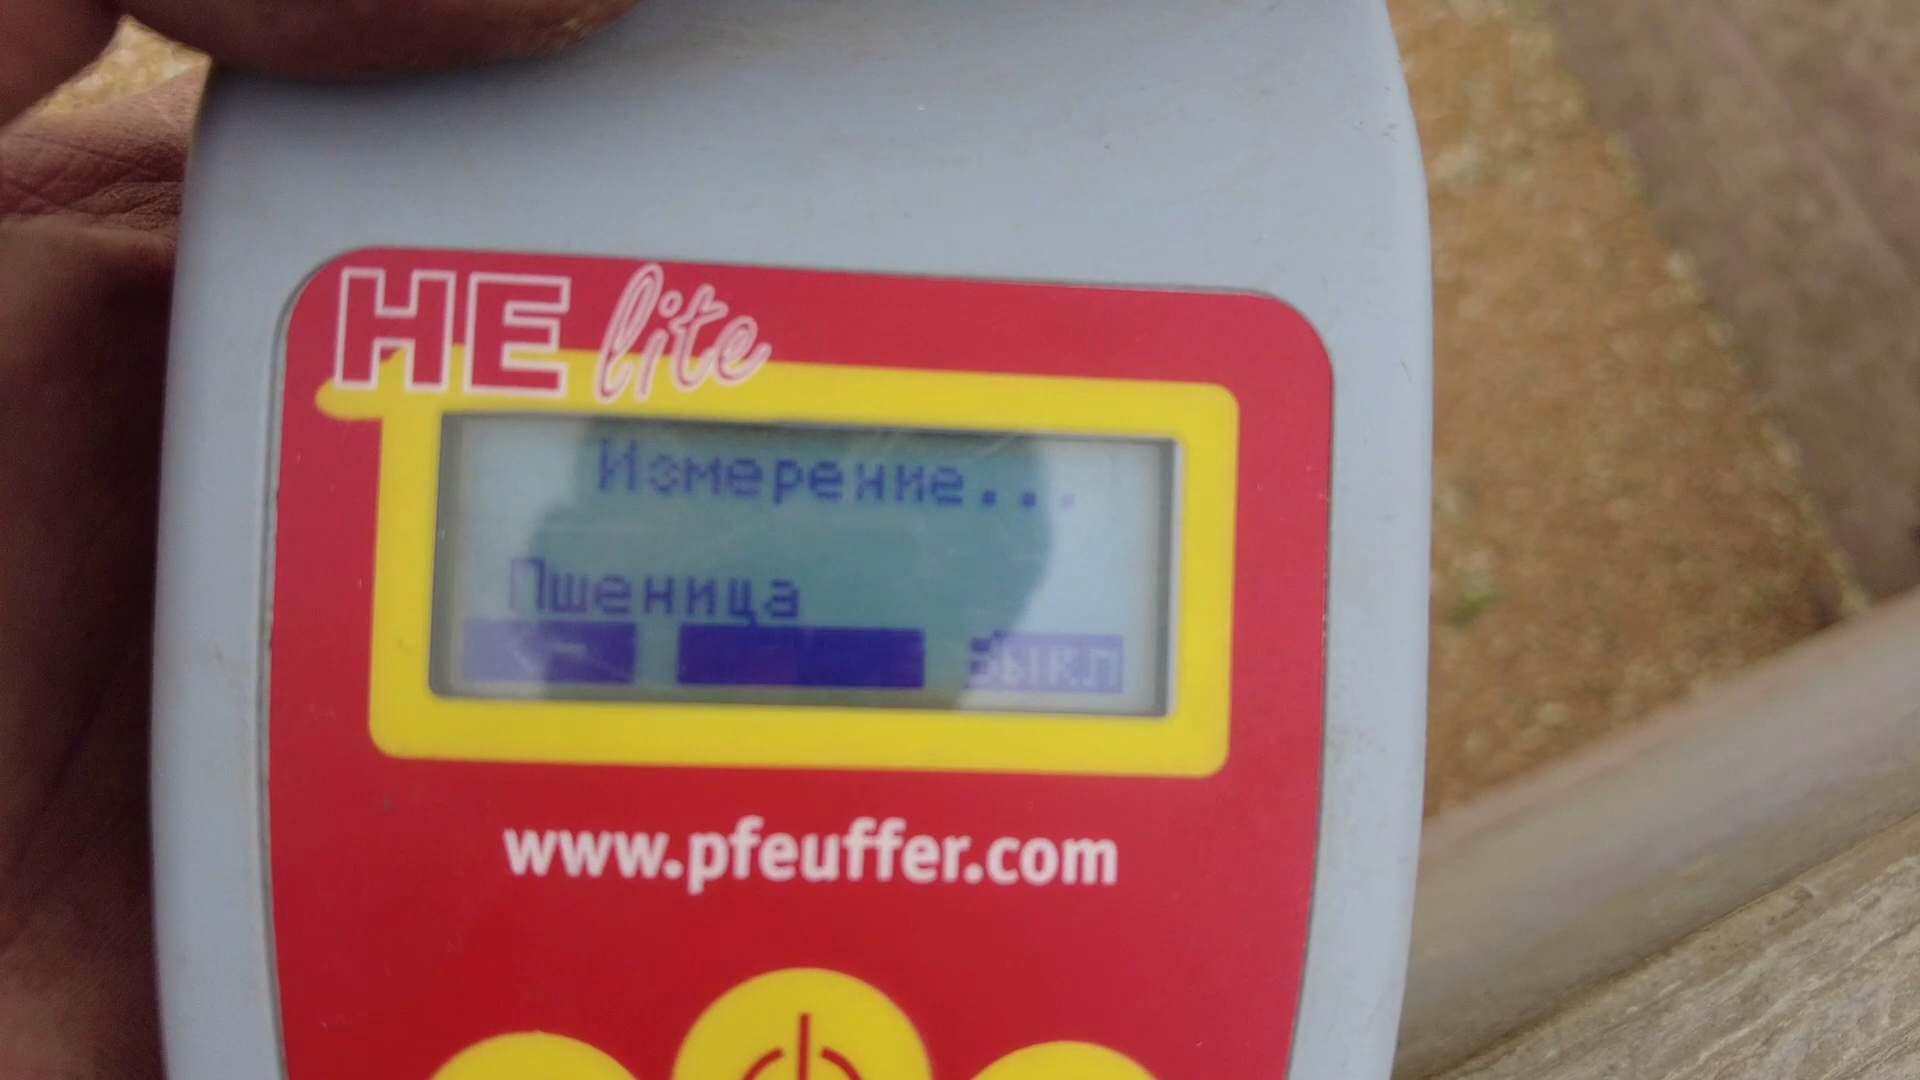 HE lite
Измерение...
Пшеница
<-
ВЫКЛ
www.pfeuffer.com